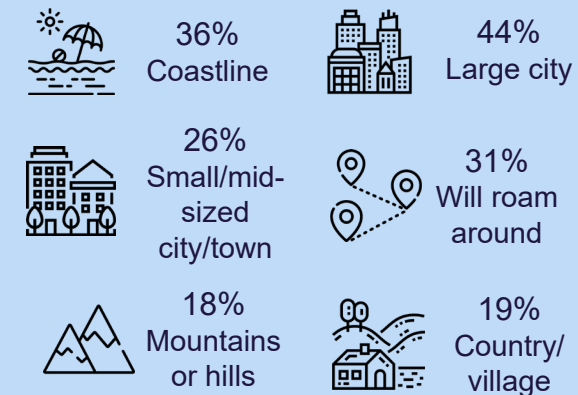 36%
Coastline
44%
Large city
26%
Small/mid-
sized
city/town
31%
Will roam
around
18%
Mountains
or hills
19%
Country/
village